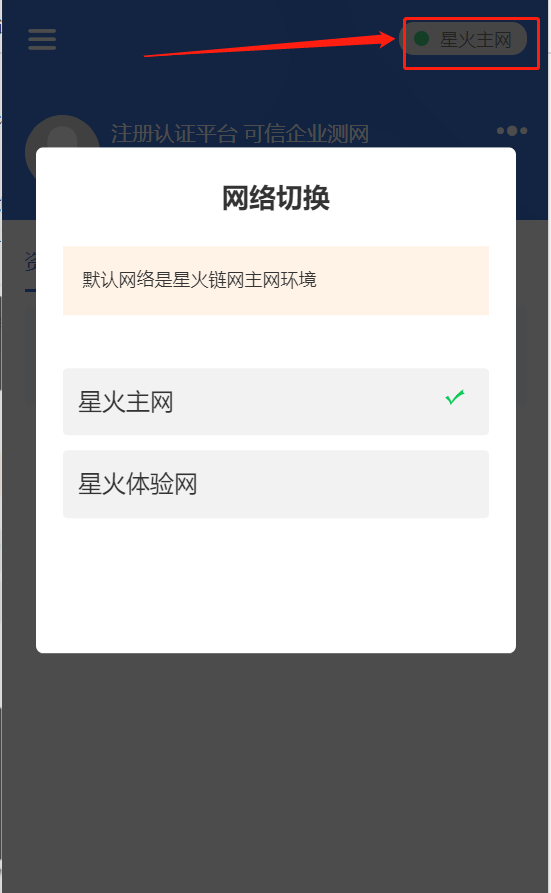 星火主网
注册认证平台 可信企业测网
网络切换
资
默认网络是星火链网主网环境
星火主网
星火体验网